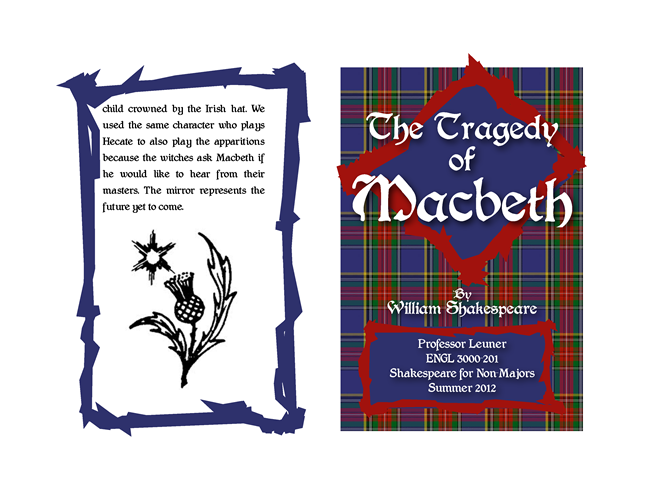 child crowned by the Irish hat. We
used the same character who plays
Hecate to also play the apparitions
because the witches ask Macbeth if
he would like to hear from their
masters. The mirror represents the
future yet to come.
The Tragedy
of
Macbeth
By
William Shakespeare
Professor Leuner
ENGL 3000-201
Shakespeare for Non-Majors
Summer 2012